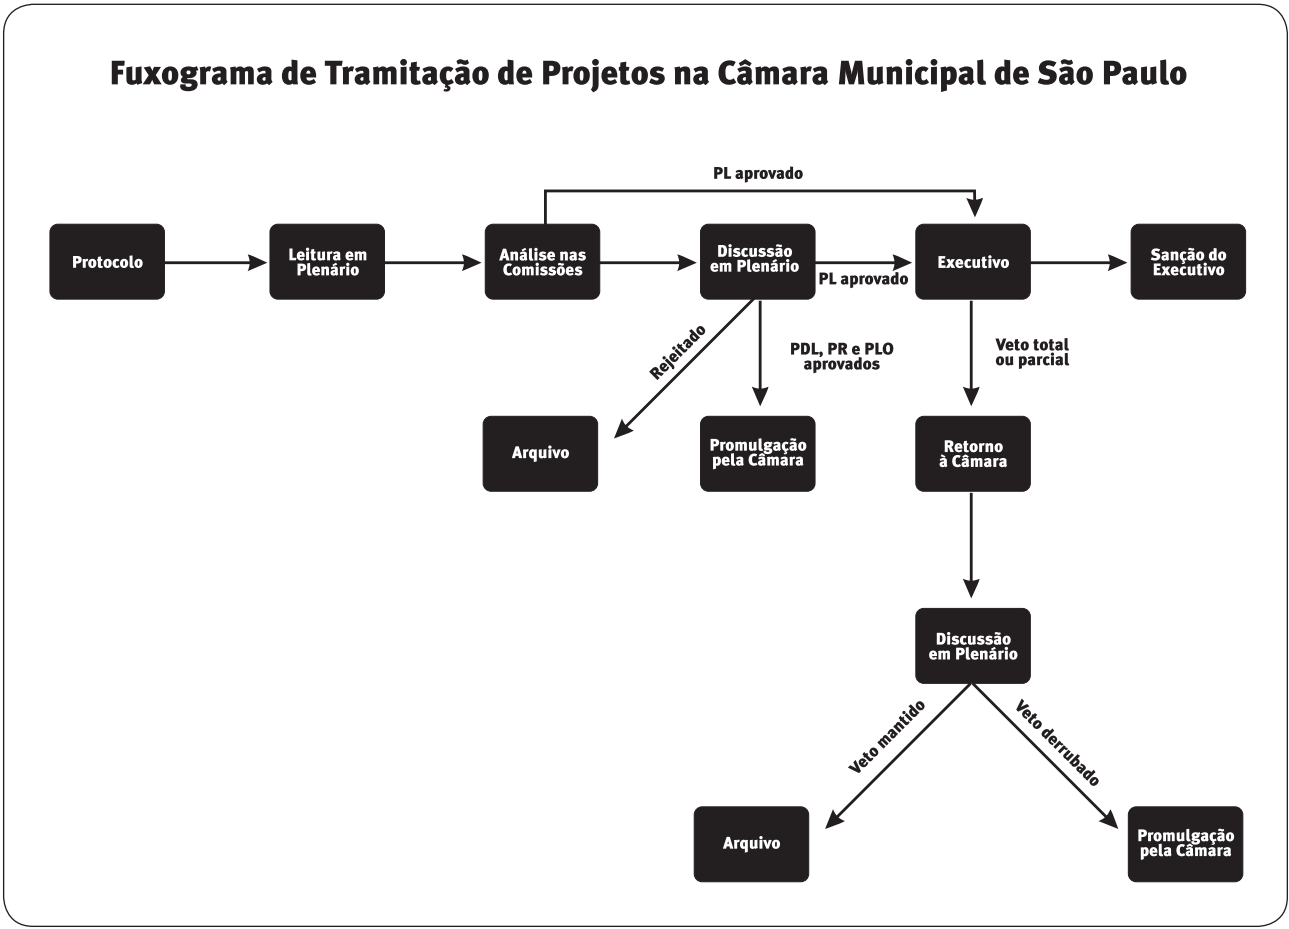 Fuxograma de Tramitação de Projetos na Câmara Municipal de São Paulo
PL aprovado
Protocolo
Leitura em
Plenário
Análise nas
Comissões
Discussão
em Plenário
PL aprovado
Executivo
Sanção do
Executivo
Rejeitado
PDL, PR e PLO
aprovados
Veto total
ou parcial
Arquivo
Promulgação
pela Câmara
Retorno
à Câmara
Discussão
em Plenário
Veto mantido
Veto derrubado
Arquivo
Promulgação
pela Câmara